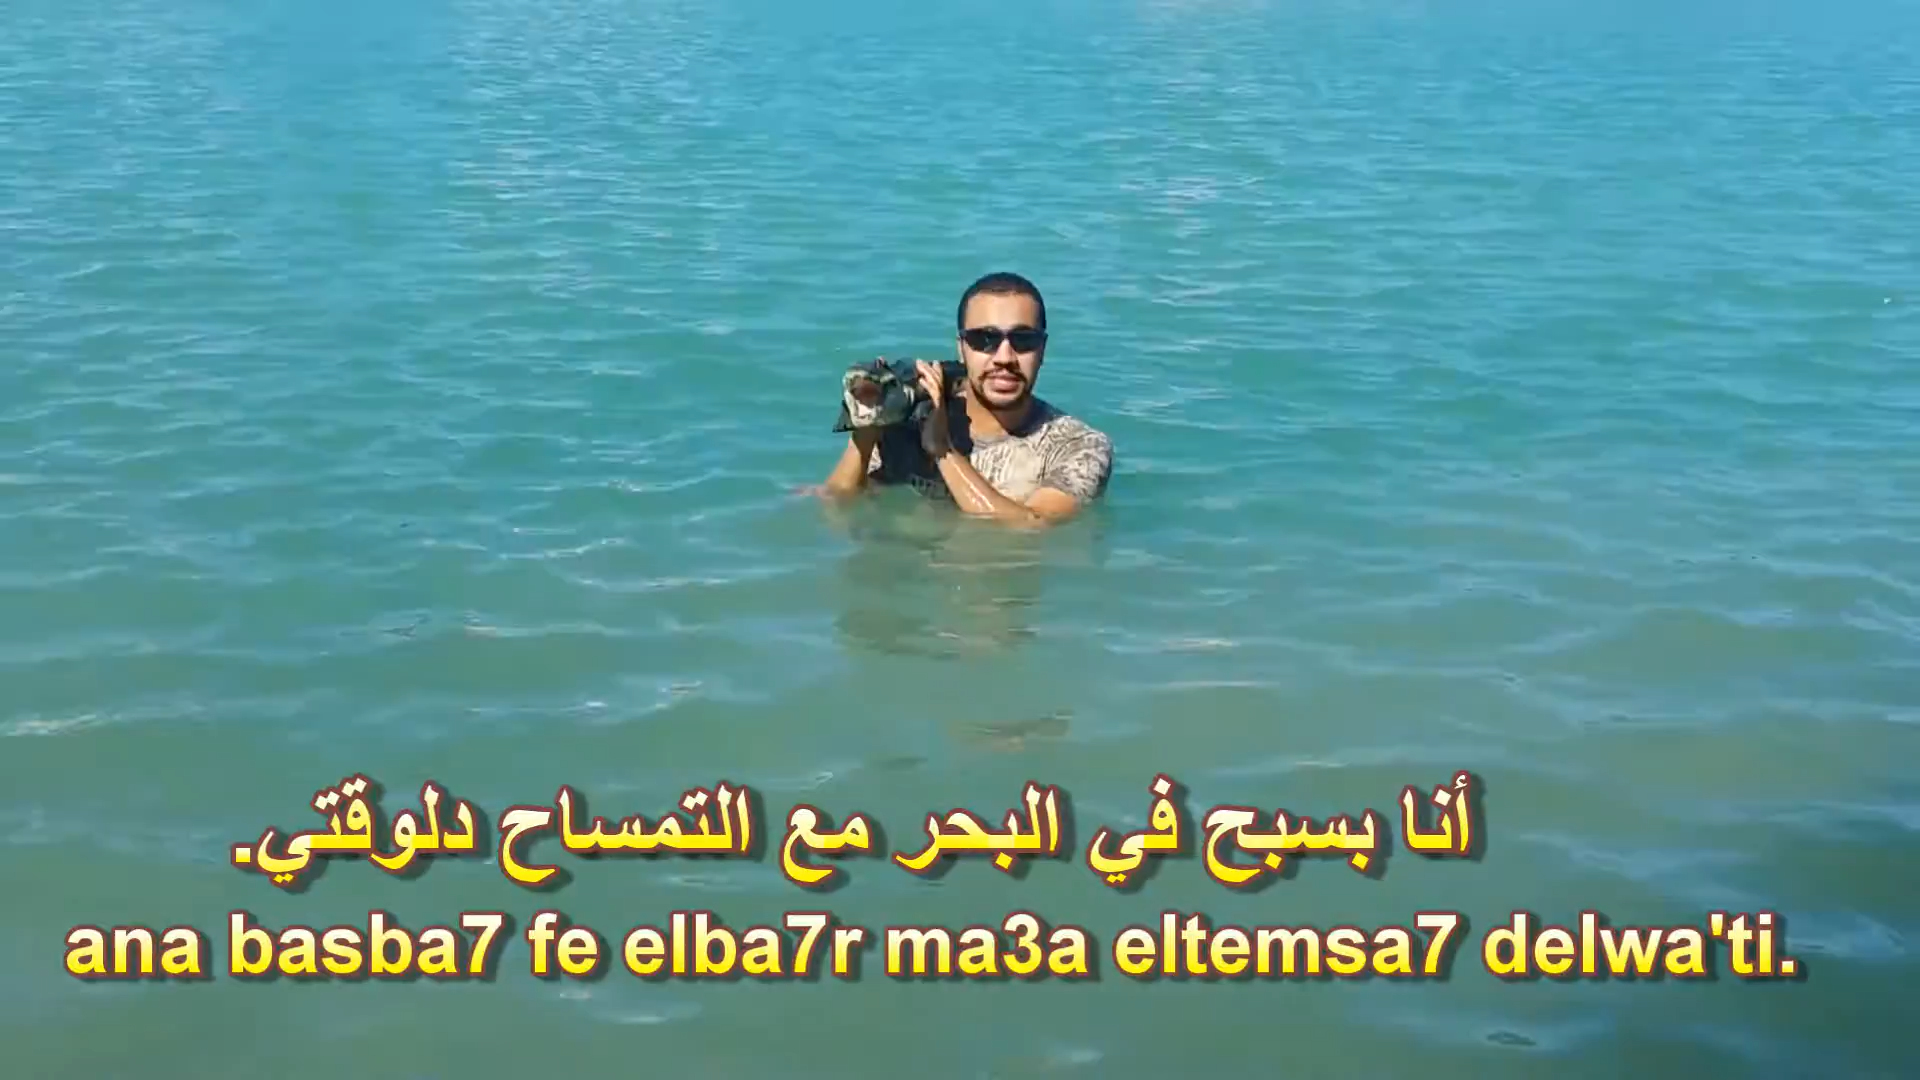 أنا بسبح في البحر مع التمساح دلوقتي.
ana basba7 fe elba7r ma3a eltemsa7 delwa'ti.